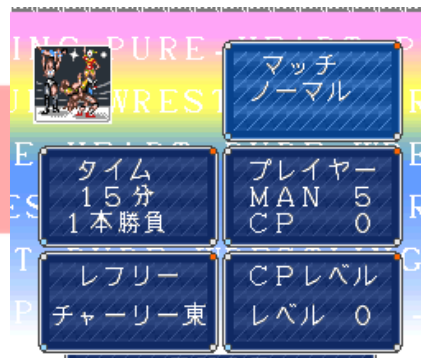 マッチ
ノーマル
タイム
15分
1本勝負
プレイヤー
MAN 5
CP 0
レフリー
チャーリー東
CPレベル
レベル 0